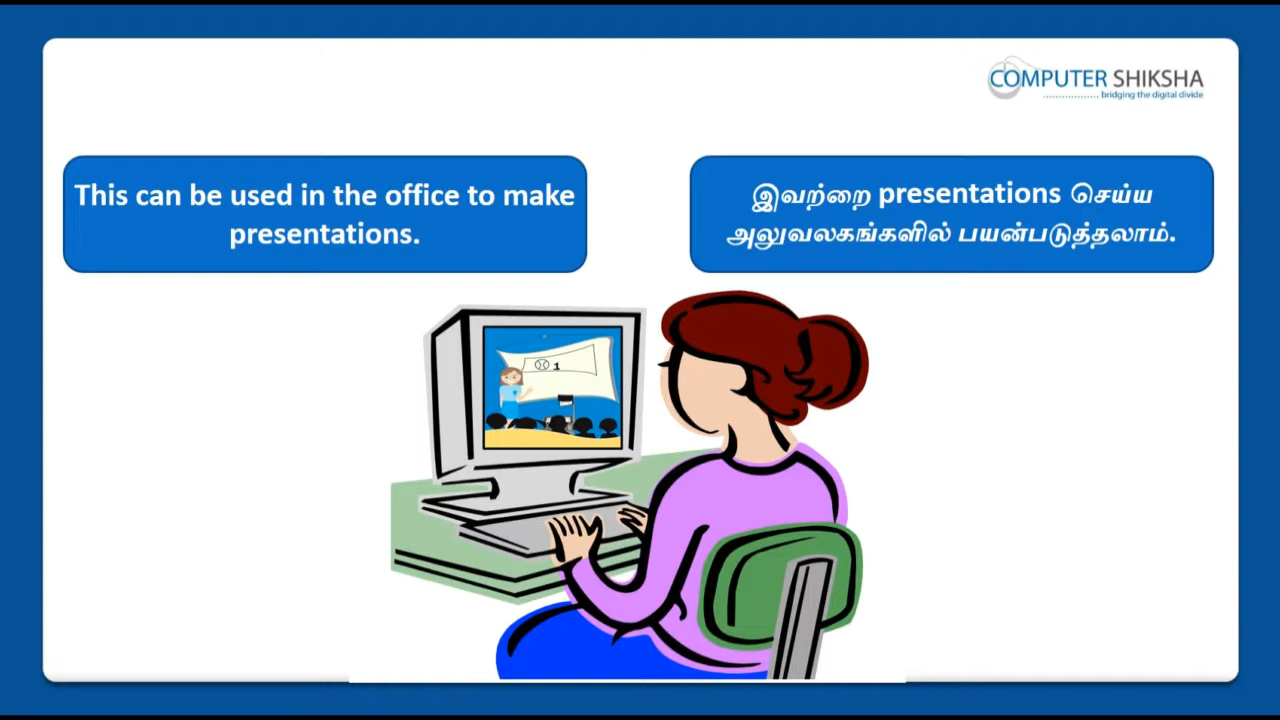 COMPUTER SHIKSHA
bridging the digital divide
This can be used in the office to make
presentations.
இவற்றை presentations செய்ய
அலுவலகங்களில் பயன்படுத்தலாம்.
1